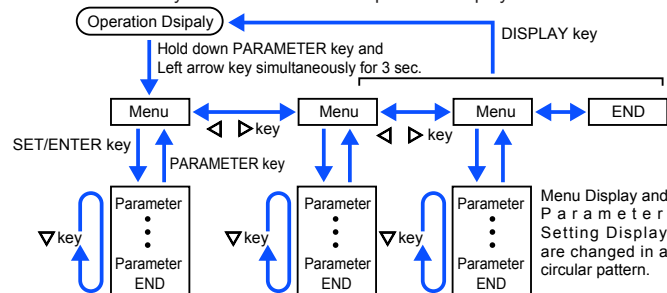 Operation Dsipaly
DISPLAY key
Hold down PARAMETER key and
Left arrow key simultaneously for 3 sec.
Menu
Menu
Menu
END
key
key
SET/ENTER key
PARAMETER key
Parameter
Parameter
END
key
Parameter
Parameter
END
key
Parameter
Parameter
END
key
Menu Display and
Parameter
Setting Display
are changed in a
circular pattern.